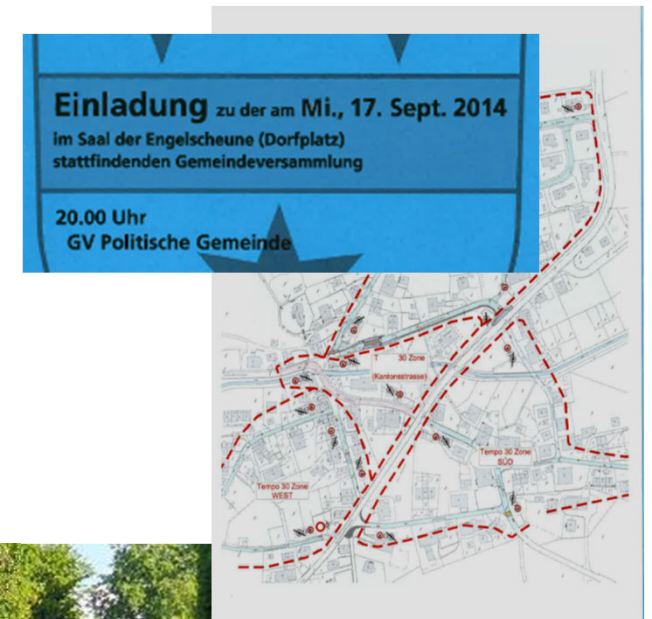 Einladung zu der am Mi., 17. Sept. 2014
im Saal der Engelscheune (Dorfplatz)
stattfindenden Gemeindeversammlung
20.00 Uhr
GV Politische Gemeinde
T 30 Zone
(Kantonsstrasse)
Tempo 30 Zone
SÜD
Tempo 30 Zone
WEST